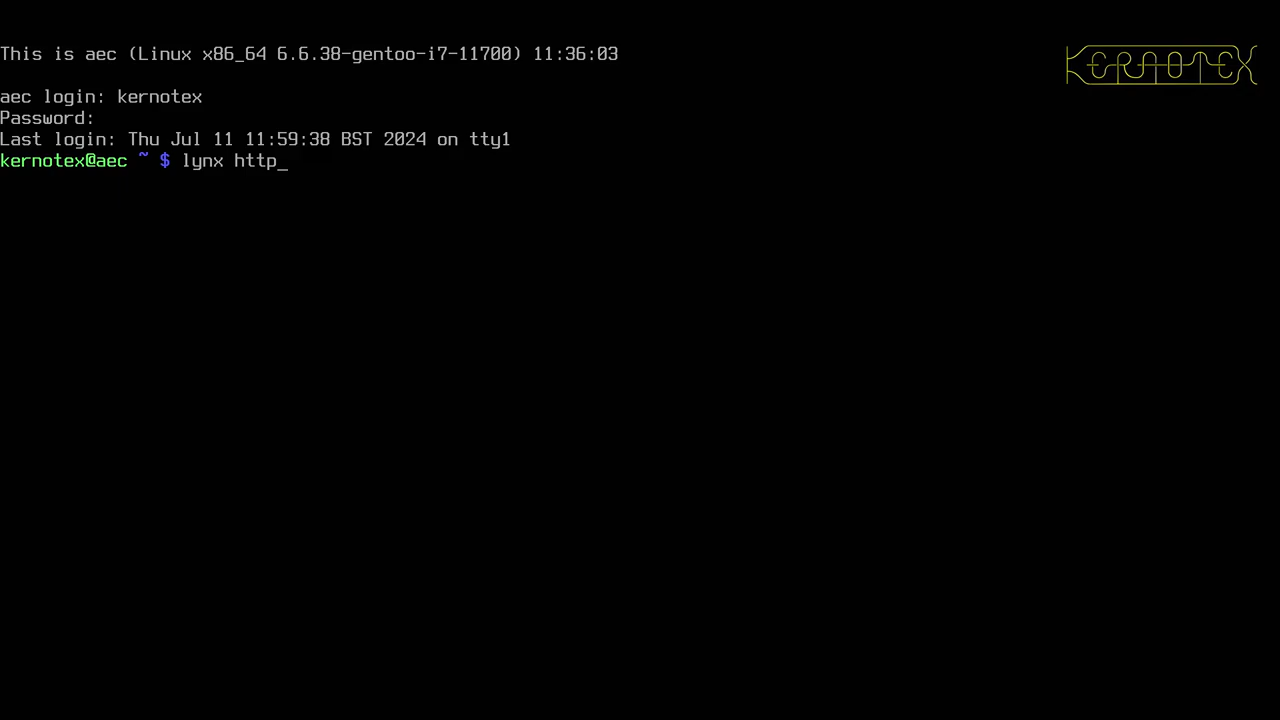 This is aec (Linux x86_64 6.6.38-gentoo-i7-11700) 11:36:03
KERNOTEX
aec login: kernotex
Password:
Last login: Thu Jul 11 11:59:38 BST 2024 on tty1
kernotex@aec ~ $ lynx http_